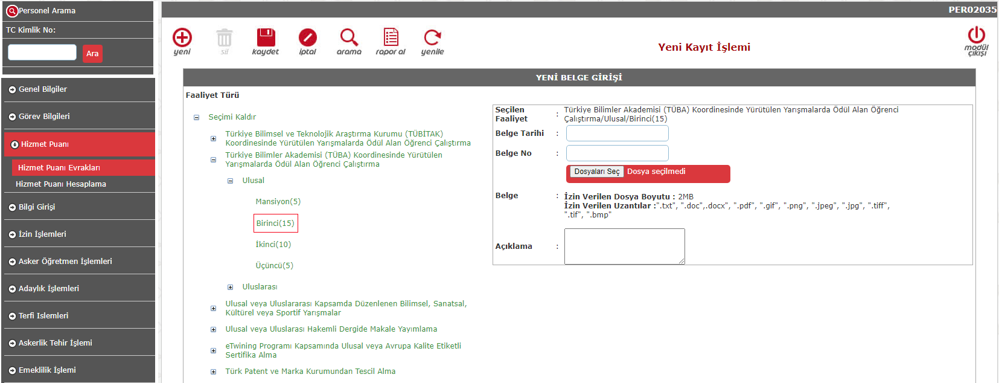 Personel Arama
TC Kimlik No:
Ara
Genel Bilgiler
Görev Bilgileri
Hizmet Puanı
Hizmet Puanı Evrakları
Hizmet Puanı Hesaplama
Bilgi Girişi
İzin İşlemleri
Asker Öğretmen İşlemleri
Adaylık İşlemleri
Terfi Islemleri
Askerlik Tehir İşlemi
Emeklilik İşlemi
PER02035
yeni
sil
kaydet
iptal
arama
rapor al
yenile
Yeni Kayıt İşlemi
modül
çıkışı
YENİ BELGE GİRİŞİ
Faaliyet Türü
Seçimi Kaldır
Türkiye Bilimsel ve Teknolojik Araştırma Kurumu (TÜBİTAK)
Koordinesinde Yürütülen Yarışmalarda Ödül Alan Öğrenci Çalıştırma
Türkiye Bilimler Akademisi (TÜBA) Koordinesinde Yürütülen
Yarışmalarda Ödül Alan Öğrenci Çalıştırma
Ulusal
Mansiyon(5)
Birinci(15)
İkinci(10)
Üçüncü(5)
Uluslarası
Ulusal veya Uluslararası Kapsamda Düzenlenen Bilimsel, Sanatsal,
Kültürel veya Sportif Yarışmalar
Ulusal veya Uluslarası Hakemli Dergide Makale Yayımlama
eTwining Programı Kapsamında Ulusal veya Avrupa Kalite Etiketli
Sertifika Alma
Türk Patent ve Marka Kurumundan Tescil Alma
Seçilen
Faaliyet
:
Türkiye Bilimler Akademisi (TÜBA) Koordinesinde Yürütülen Yarışmalarda Ödül Alan Öğrenci
Çalıştırma/Ulusal/Birinci(15)
Belge Tarihi :
Belge No :
Dosyaları Seç Dosya seçilmedi
Belge :
İzin Verilen Dosya Boyutu : 2MB
İzin Verilen Uzantılar :".txt", ".doc",.docx", ".pdf", ".gif", ".png", ".jpeg", ".jpg", ".tiff",
".tif", ".bmp"
Açıklama :